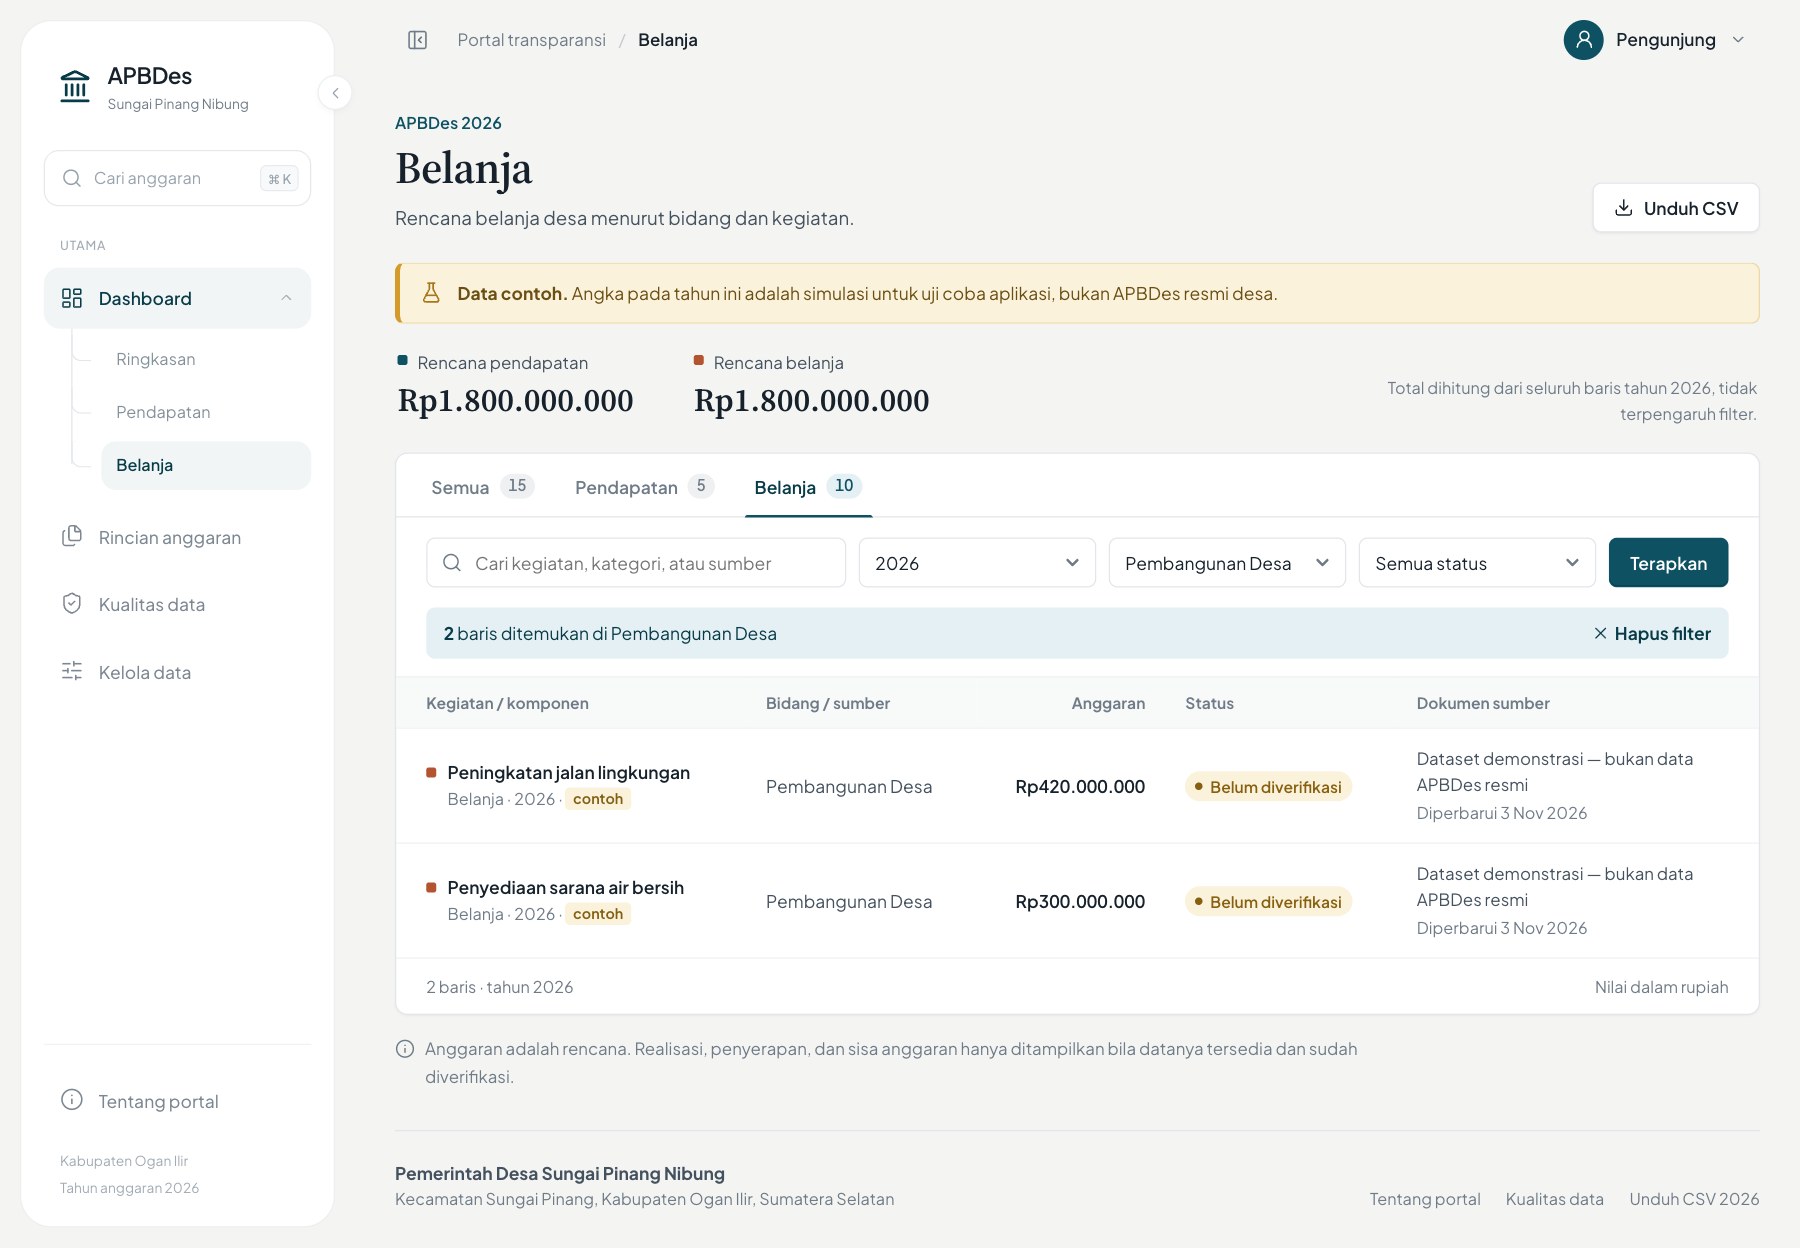 APBDes
Sungai Pinang Nibung
Cari anggaran
⌘ K
UTAMA
Dashboard
Ringkasan
Pendapatan
Belanja
Rincian anggaran
Kualitas data
Kelola data
Tentang portal
Kabupaten Ogan Ilir
Tahun anggaran 2026
Portal transparansi / Belanja
Pengunjung
APBDes 2026
Belanja
Rencana belanja desa menurut bidang dan kegiatan.
Unduh CSV
Data contoh. Angka pada tahun ini adalah simulasi untuk uji coba aplikasi, bukan APBDes resmi desa.
Rencana pendapatan
Rp1.800.000.000
Rencana belanja
Rp1.800.000.000
Total dihitung dari seluruh baris tahun 2026, tidak
terpengaruh filter.
Semua 15 Pendapatan 5 Belanja 10
Cari kegiatan, kategori, atau sumber 2026 Pembangunan Desa Semua status Terapkan
2 baris ditemukan di Pembangunan Desa Hapus filter
Kegiatan / komponen Bidang / sumber Anggaran Status Dokumen sumber
Peningkatan jalan lingkungan
Belanja · 2026 · contoh
Pembangunan Desa
Rp420.000.000
Belum diverifikasi
Dataset demonstrasi — bukan data
APBDes resmi
Diperbarui 3 Nov 2026
Penyediaan sarana air bersih
Belanja · 2026 · contoh
Pembangunan Desa
Rp300.000.000
Belum diverifikasi
Dataset demonstrasi — bukan data
APBDes resmi
Diperbarui 3 Nov 2026
2 baris · tahun 2026 Nilai dalam rupiah
Anggaran adalah rencana. Realisasi, penyerapan, dan sisa anggaran hanya ditampilkan bila datanya tersedia dan sudah
diverifikasi.
Pemerintah Desa Sungai Pinang Nibung
Kecamatan Sungai Pinang, Kabupaten Ogan Ilir, Sumatera Selatan
Tentang portal Kualitas data Unduh CSV 2026